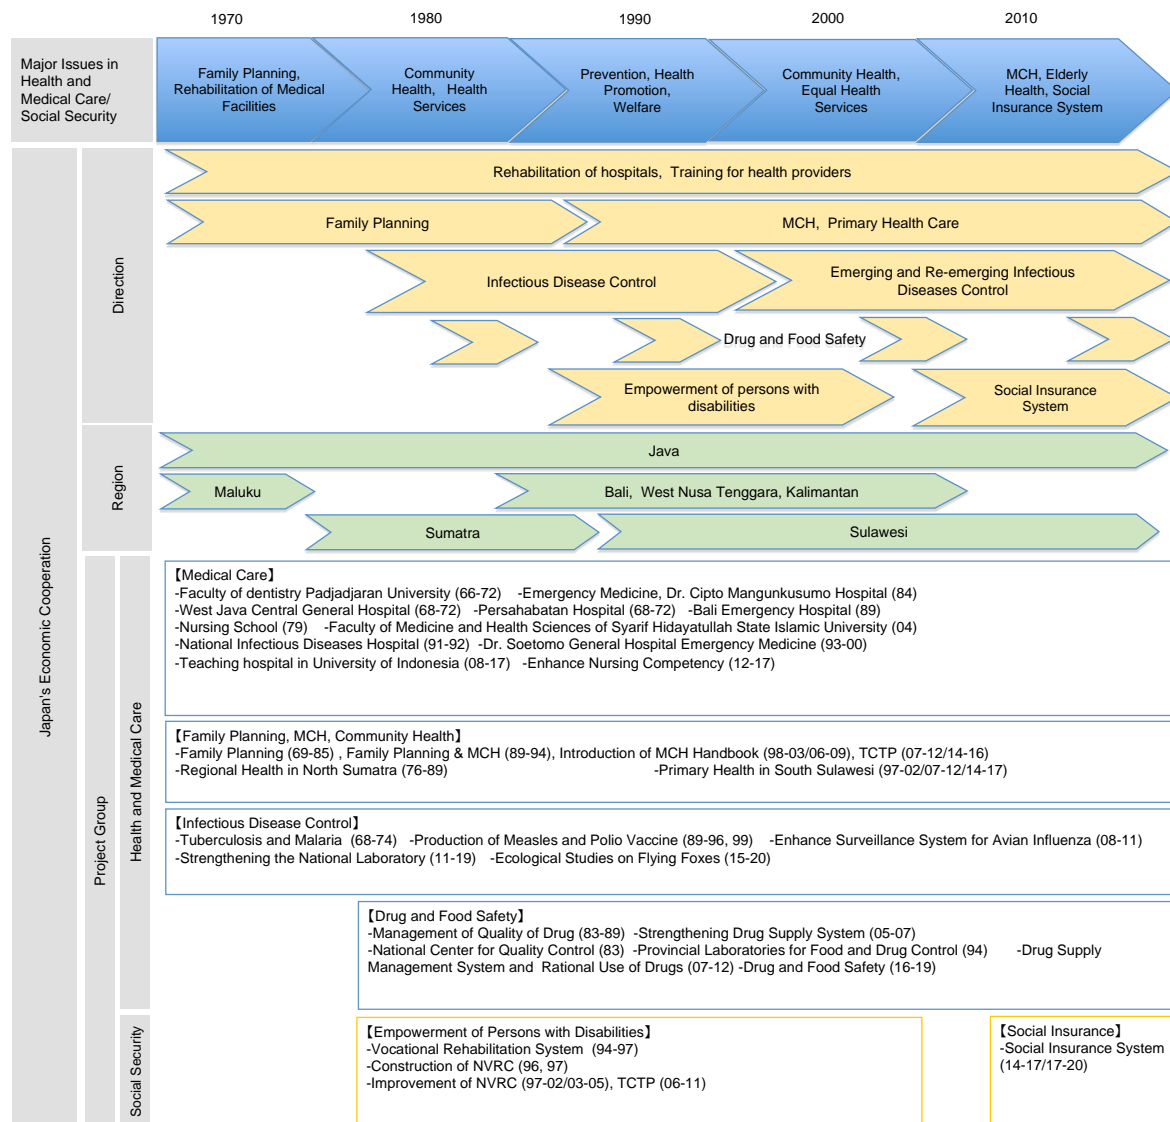 1970
1980
1990
2000
2010
Major Issues in
Health and
Medical Care/
Social Security
Family Planning,
Rehabilitation of Medical
Facilities
Community
Health, Health
Services
Prevention, Health
Promotion,
Welfare
Community Health,
Equal Health
Services
MCH, Elderly
Health, Social
Insurance System
Japan's Economic Cooperation
Direction
Rehabilitation of hospitals, Training for health providers
Family Planning
MCH, Primary Health Care
Infectious Disease Control
Emerging and Re-emerging Infectious
Diseases Control
Drug and Food Safety
Empowerment of persons with
disabilities
Social Insurance
System
Region
Java
Maluku
Bali, West Nusa Tenggara, Kalimantan
Sumatra
Sulawesi
Project Group
Health and Medical Care
【Medical Care】
-Faculty of dentistry Padjadjaran University (66-72) -Emergency Medicine, Dr. Cipto Mangunkusumo Hospital (84)
-West Java Central General Hospital (68-72) -Persahabatan Hospital (68-72) -Bali Emergency Hospital (89)
-Nursing School (79) -Faculty of Medicine and Health Sciences of Syarif Hidayatullah State Islamic University (04)
-National Infectious Diseases Hospital (91-92) -Dr. Soetomo General Hospital Emergency Medicine (93-00)
-Teaching hospital in University of Indonesia (08-17) -Enhance Nursing Competency (12-17)
【Family Planning, MCH, Community Health】
-Family Planning (69-85) , Family Planning & MCH (89-94), Introduction of MCH Handbook (98-03/06-09), TCTP (07-12/14-16)
-Regional Health in North Sumatra (76-89) -Primary Health in South Sulawesi (97-02/07-12/14-17)
【Infectious Disease Control】
-Tuberculosis and Malaria (68-74) -Production of Measles and Polio Vaccine (89-96, 99) -Enhance Surveillance System for Avian Influenza (08-11)
-Strengthening the National Laboratory (11-19) -Ecological Studies on Flying Foxes (15-20)
【Drug and Food Safety】
-Management of Quality of Drug (83-89) -Strengthening Drug Supply System (05-07)
-National Center for Quality Control (83) -Provincial Laboratories for Food and Drug Control (94) -Drug Supply
Management System and Rational Use of Drugs (07-12) -Drug and Food Safety (16-19)
Social Security
【Empowerment of Persons with Disabilities】
-Vocational Rehabilitation System (94-97)
-Construction of NVRC (96, 97)
-Improvement of NVRC (97-02/03-05), TCTP (06-11)
【Social Insurance】
-Social Insurance System
(14-17/17-20)